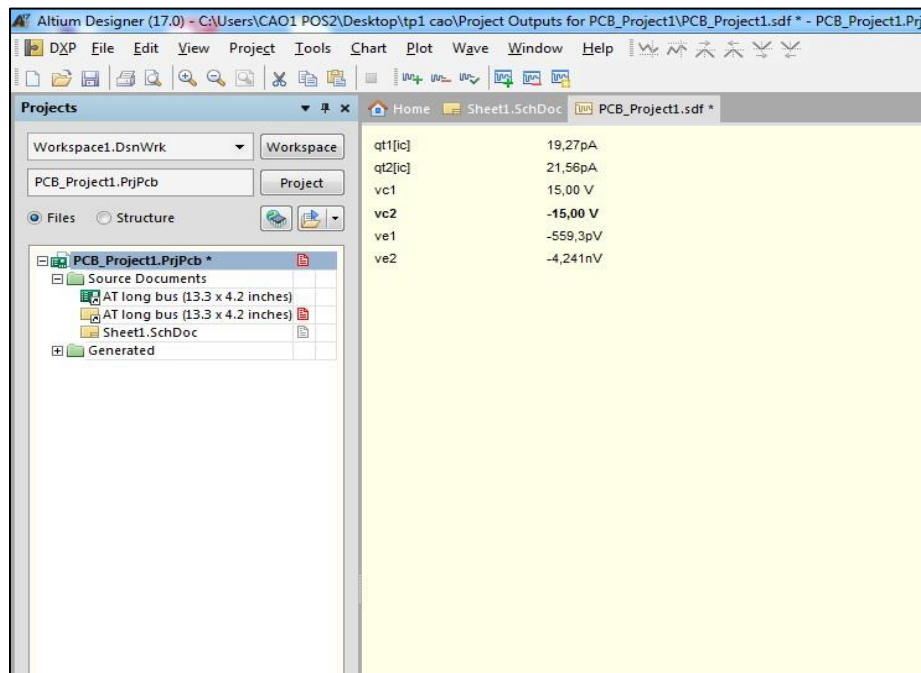 Altium Designer (17.0) - C:\Users\CAO1 POS2\Desktop\tp1 cao\Project Outputs for PCB_Project1\PCB_Project1.sdf * - PCB_Project1.Prj
DXP File Edit View Project Tools Chart Plot Wave Window Help
Projects
Home Sheet1.SchDoc PCB_Project1.sdf *
Workspace1.DsnWrk Workspace
PCB_Project1.PrjPcb Project
Files Structure
PCB_Project1.PrjPcb *
Source Documents
AT long bus (13.3 x 4.2 inches)
AT long bus (13.3 x 4.2 inches)
Sheet1.SchDoc
Generated
qt1[ic] 19,27pA
qt2[ic] 21,56pA
vc1 15,00 V
vc2 -15,00 V
ve1 -559,3pV
ve2 -4,241nV